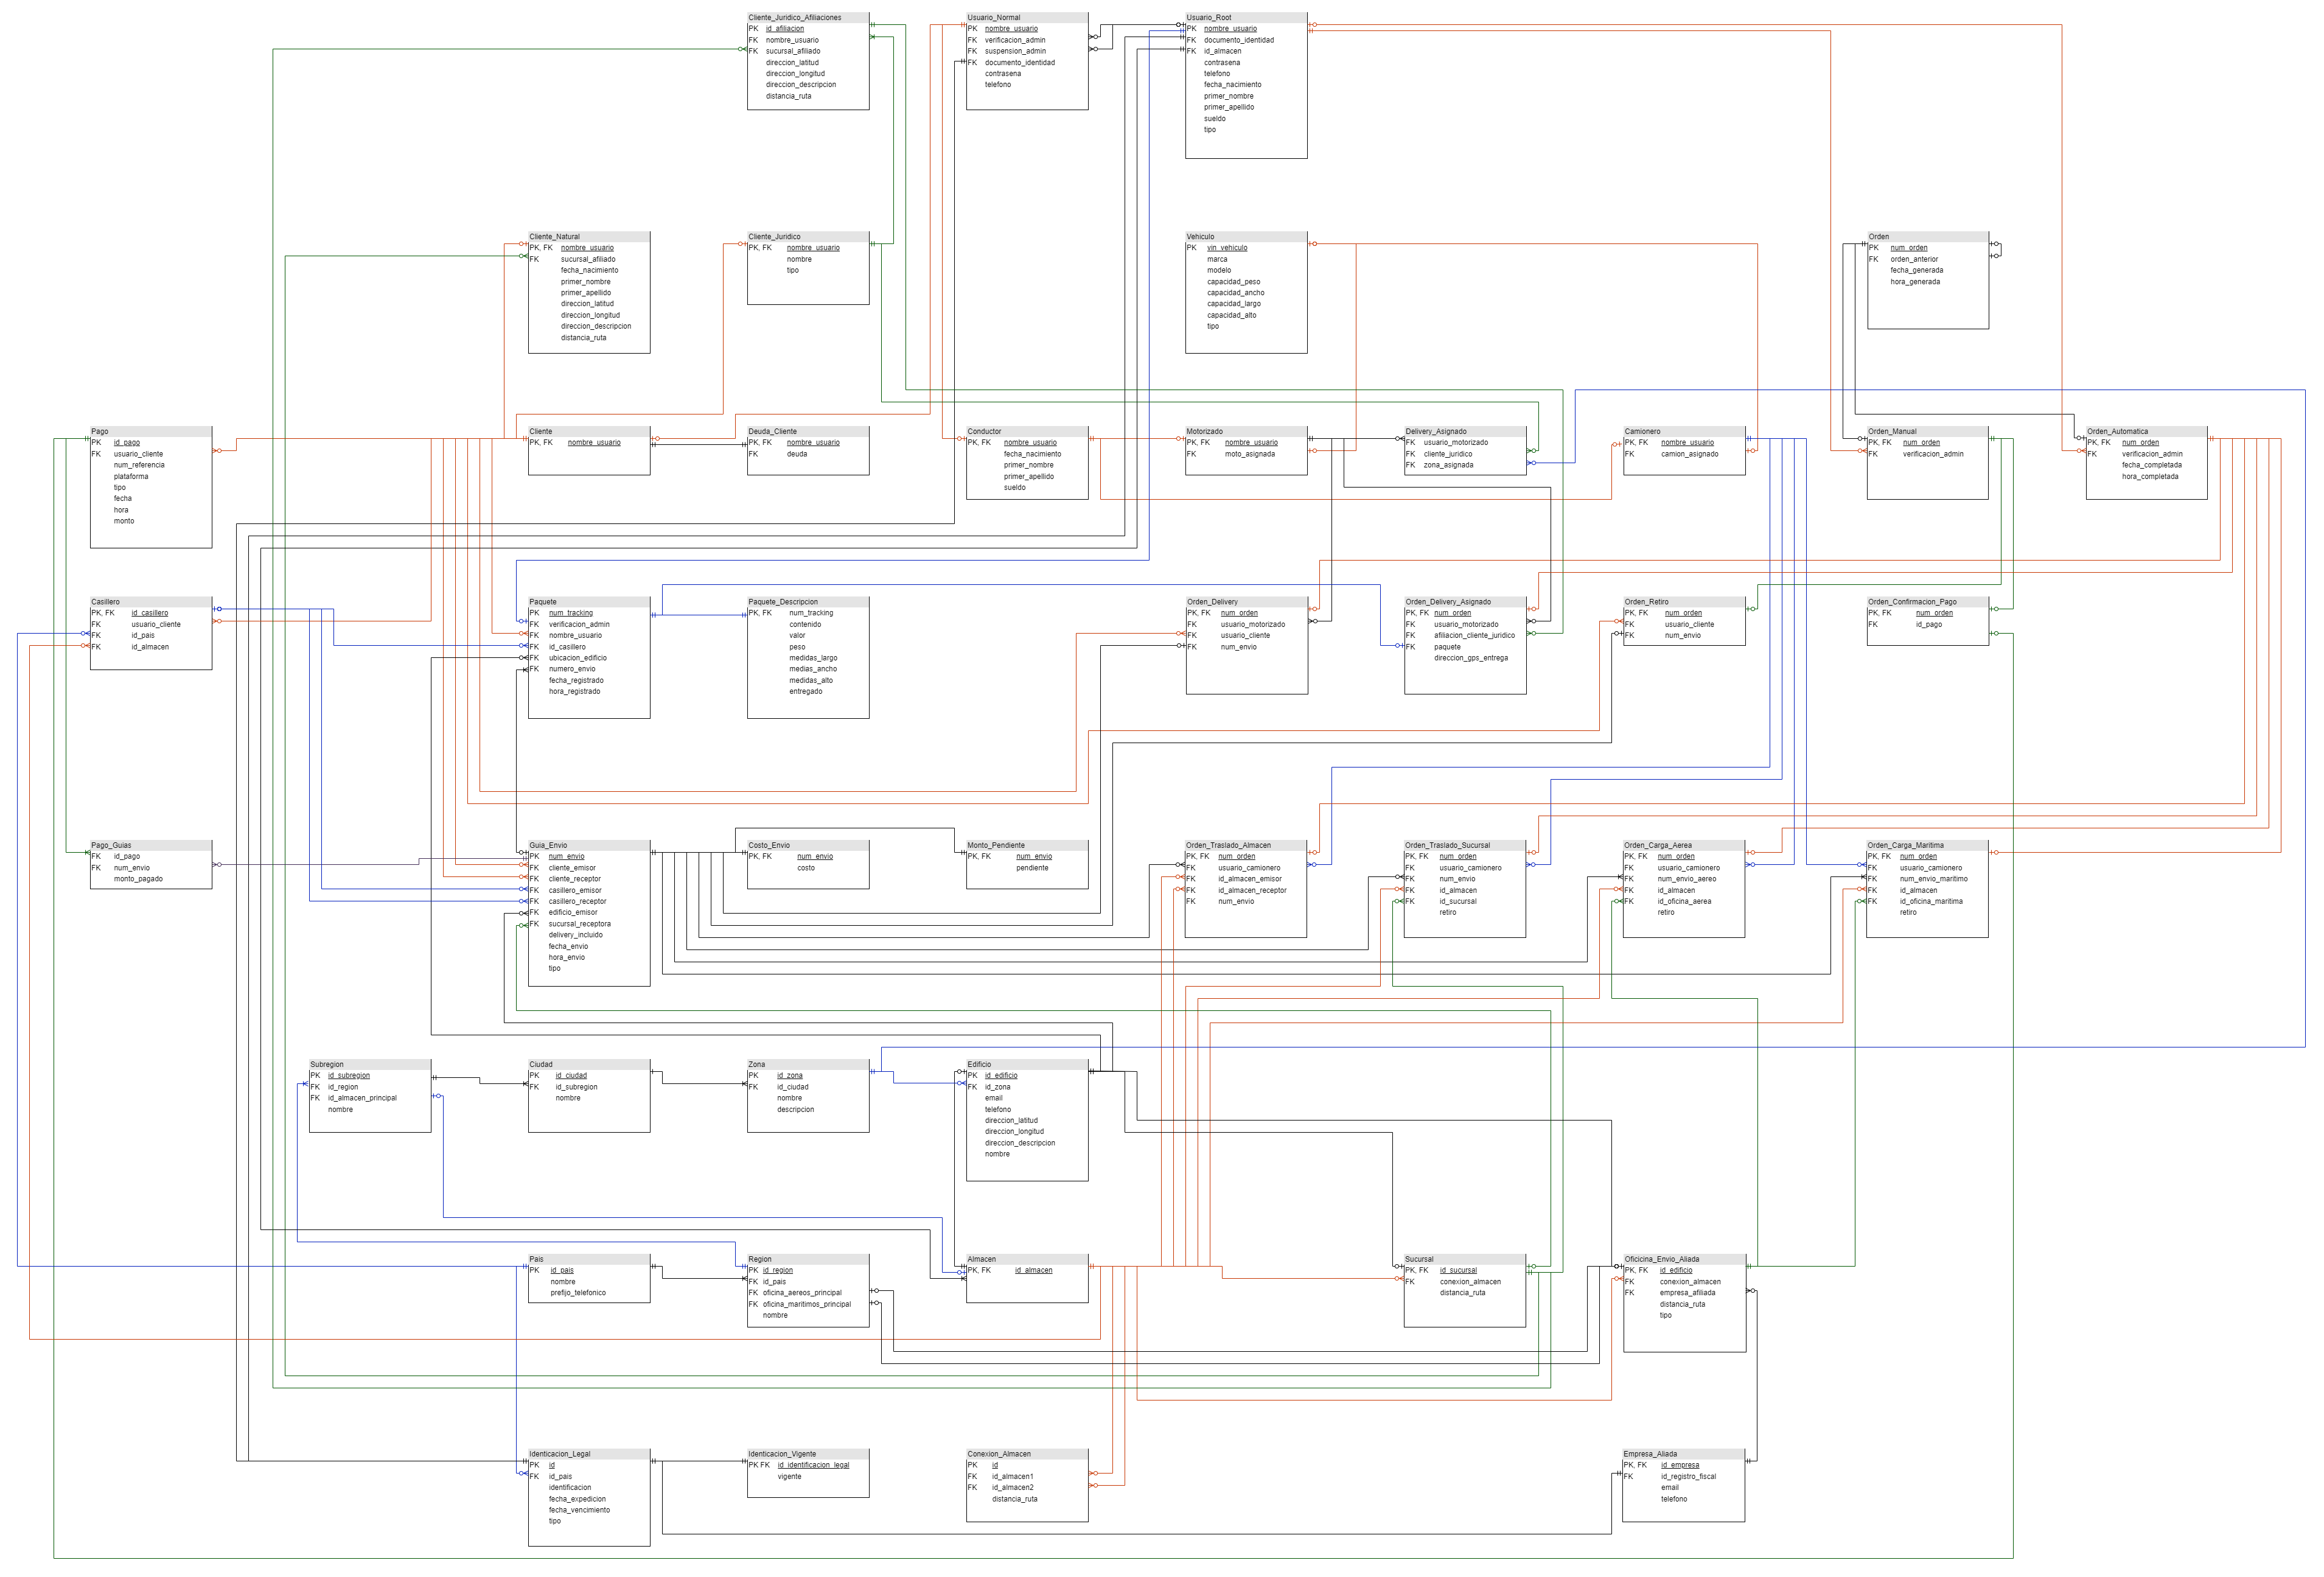 Cliente_Juridico_Afiliaciones
PK id_afiliacion
FK nombre_usuario
FK sucursal_afiliado
direccion_latitud
direccion_longitud
direccion_descripcion
distancia_ruta
Usuario_Normal
PK nombre_usuario
FK verificacion_admin
FK suspension_admin
FK documento_identidad
contrasena
telefono
Usuario_Root
PK nombre_usuario
FK documento_identidad
FK id_almacen
contrasena
telefono
fecha_nacimiento
primer_nombre
primer_apellido
sueldo
tipo
Cliente_Natural
PK, FK nombre_usuario
FK sucursal_afiliado
fecha_nacimiento
primer_nombre
primer_apellido
direccion_latitud
direccion_longitud
direccion_descripcion
distancia_ruta
Cliente_Juridico
PK, FK nombre_usuario
nombre
tipo
Vehiculo
PK vin_vehiculo
marca
modelo
capacidad_peso
capacidad_ancho
capacidad_largo
capacidad_alto
tipo
Orden
PK num_orden
FK orden_anterior
fecha_generada
hora_generada
Pago
PK id_pago
FK usuario_cliente
num_referencia
plataforma
tipo
fecha
hora
monto
Cliente
PK, FK nombre_usuario
Deuda_Cliente
PK, FK nombre_usuario
FK deuda
Conductor
PK, FK nombre_usuario
fecha_nacimiento
primer_nombre
primer_apellido
sueldo
Motorizado
PK, FK nombre_usuario
FK moto_asignada
Delivery_Asignado
FK usuario_motorizado
FK cliente_juridico
FK zona_asignada
Camionero
PK, FK nombre_usuario
FK camion_asignado
Orden_Manual
PK, FK num_orden
FK verificacion_admin
Orden_Automatica
PK, FK num_orden
FK verificacion_admin
fecha_completada
hora_completada
Casillero
PK, FK id_casillero
FK usuario_cliente
FK id_pais
FK id_almacen
Paquete
PK num_tracking
FK verificacion_admin
FK nombre_usuario
FK id_casillero
FK ubicacion_edificio
FK numero_envio
fecha_registrado
hora_registrado
Paquete_Descripcion
PK, FK num_tracking
contenido
valor
peso
medidas_largo
medias_ancho
medidas_alto
entregado
Orden_Delivery
PK, FK num_orden
FK usuario_motorizado
FK usuario_cliente
FK num_envio
Orden_Delivery_Asignado
PK, FK num_orden
FK usuario_motorizado
FK afiliacion_cliente_juridico
FK paquete
direccion_gps_entrega
Orden_Retiro
PK, FK num_orden
FK usuario_cliente
FK num_envio
Orden_Confirmacion_Pago
PK, FK num_orden
FK id_pago
Pago_Guias
FK id_pago
FK num_envio
monto_pagado
Guia_Envio
PK num_envio
FK cliente_emisor
FK cliente_receptor
FK casillero_emisor
FK casillero_receptor
FK edificio_emisor
FK sucursal_receptora
delivery_incluido
fecha_envio
hora_envio
tipo
Costo_Envio
PK, FK num_envio
costo
Monto_Pendiente
PK, FK num_envio
pendiente
Orden_Traslado_Almacen
PK, FK num_orden
FK usuario_camionero
FK id_almacen_emisor
FK id_almacen_receptor
FK num_envio
Orden_Traslado_Sucursal
PK, FK num_orden
FK usuario_camionero
FK num_envio
FK id_almacen
FK id_sucursal
retiro
Orden_Carga_Aerea
PK, FK num_orden
FK usuario_camionero
FK num_envio_aereo
FK id_almacen
FK id_oficina_aerea
retiro
Orden_Carga_Maritima
PK, FK num_orden
FK usuario_camionero
FK num_envio_maritimo
FK id_almacen
FK id_oficina_maritima
retiro
Subregion
PK id_subregion
FK id_region
FK id_almacen_principal
nombre
Ciudad
PK id_ciudad
FK id_subregion
nombre
Zona
PK id_zona
FK id_ciudad
nombre
descripcion
Edificio
PK id_edificio
FK id_zona
email
telefono
direccion_latitud
direccion_longitud
direccion_descripcion
nombre
Pais
PK id_pais
nombre
prefijo_telefonico
Region
PK id_region
FK id_pais
FK oficina_aereos_principal
FK oficina_maritimos_principal
nombre
Almacen
PK, FK id_almacen
Sucursal
PK, FK id_sucursal
FK conexion_almacen
distancia_ruta
Oficicina_Envio_Aliada
PK, FK id_edificio
FK conexion_almacen
FK empresa_afiliada
distancia_ruta
tipo
Identicacion_Legal
PK id
FK id_pais
identificacion
fecha_expedicion
fecha_vencimiento
tipo
Identicacion_Vigente
PK FK id_identificacion_legal
vigente
Conexion_Almacen
PK id
FK id_almacen1
FK id_almacen2
distancia_ruta
Empresa_Aliada
PK, FK id_empresa
FK id_registro_fiscal
email
telefono